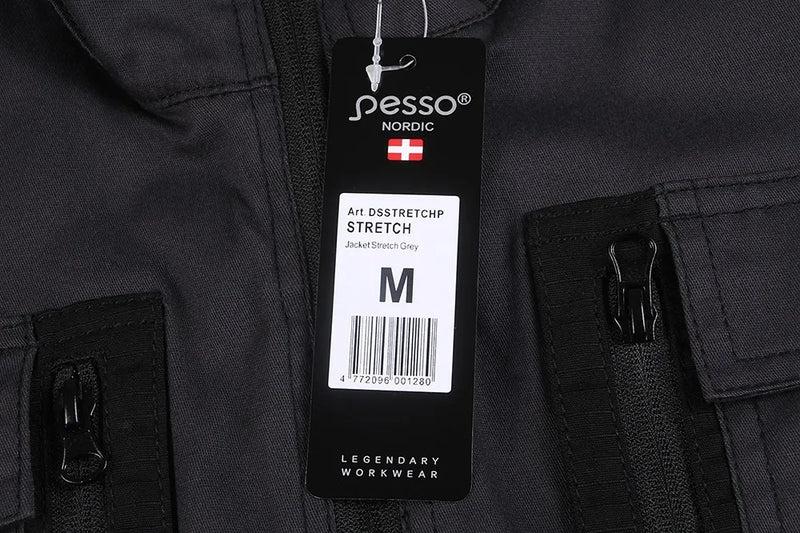 pesso®
NORDIC
Art. DSSTRETCHP
STRETCH
Jacket Stretch Grey
M
4 772096 001280
LEGENDARY
WORKWEAR